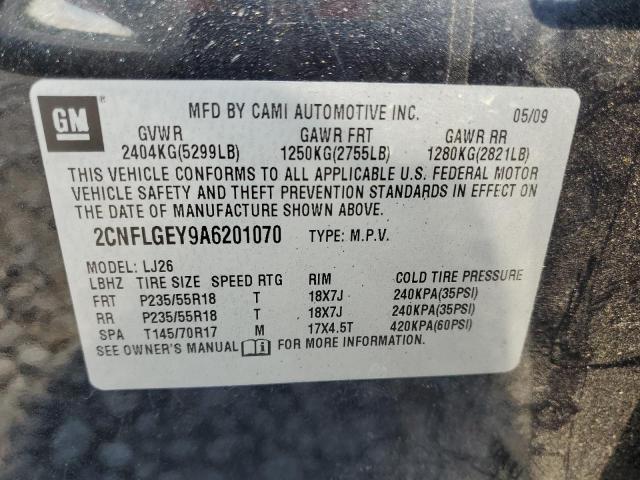 GM ®
MFD BY CAMI AUTOMOTIVE INC. 05/09
GVWR GAWR FRT GAWR RR
2404KG(5299LB) 1250KG(2755LB) 1280KG(2821LB)
THIS VEHICLE CONFORMS TO ALL APPLICABLE U.S. FEDERAL MOTOR
VEHICLE SAFETY AND THEFT PREVENTION STANDARDS IN EFFECT ON
THE DATE OF MANUFACTURE SHOWN ABOVE.
2CNFLGEY9A6201070 TYPE: M.P.V.
MODEL: LJ26
LBHZ TIRE SIZE SPEED RTG RIM COLD TIRE PRESSURE
FRT P235/55R18 T 18X7J 240KPA(35PSI)
RR P235/55R18 T 18X7J 240KPA(35PSI)
SPA T145/70R17 M 17X4.5T 420KPA(60PSI)
SEE OWNER'S MANUAL i FOR MORE INFORMATION.